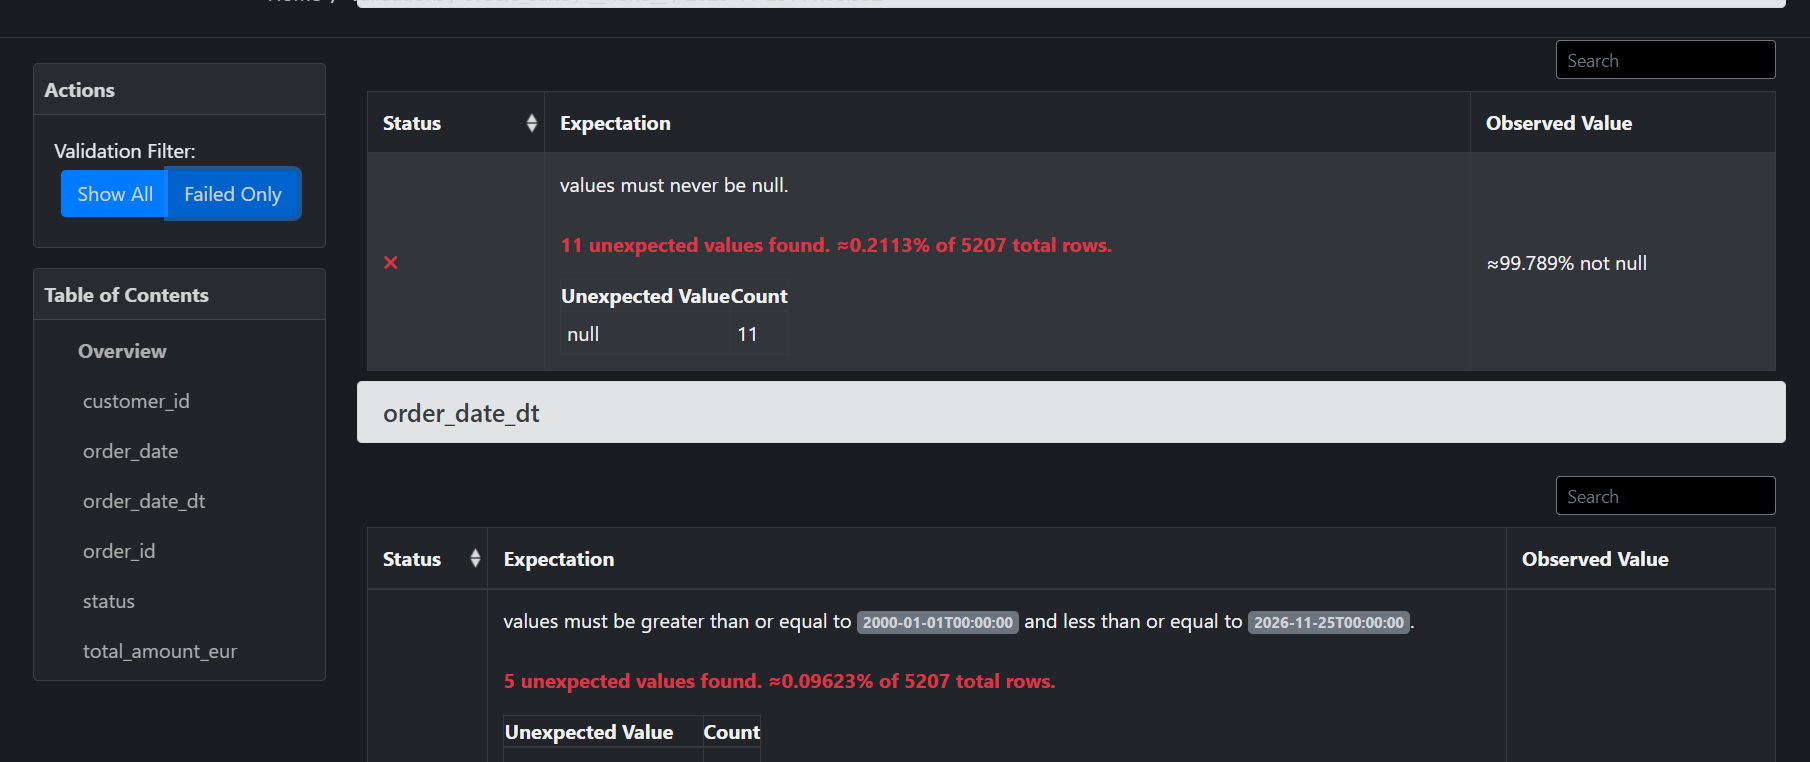 Search
Actions
Validation Filter:
Show All
Failed Only
Table of Contents
Overview
customer_id
order_date
order_date_dt
order_id
status
total_amount_eur
Status
Expectation
Observed Value
values must never be null.
11 unexpected values found. ≈0.2113% of 5207 total rows.
≈99.789% not null
Unexpected Value Count
null 11
order_date_dt
Search
Status
Expectation
Observed Value
values must be greater than or equal to 2000-01-01T00:00:00 and less than or equal to 2026-11-25T00:00:00.
5 unexpected values found. ≈0.09623% of 5207 total rows.
Unexpected Value Count